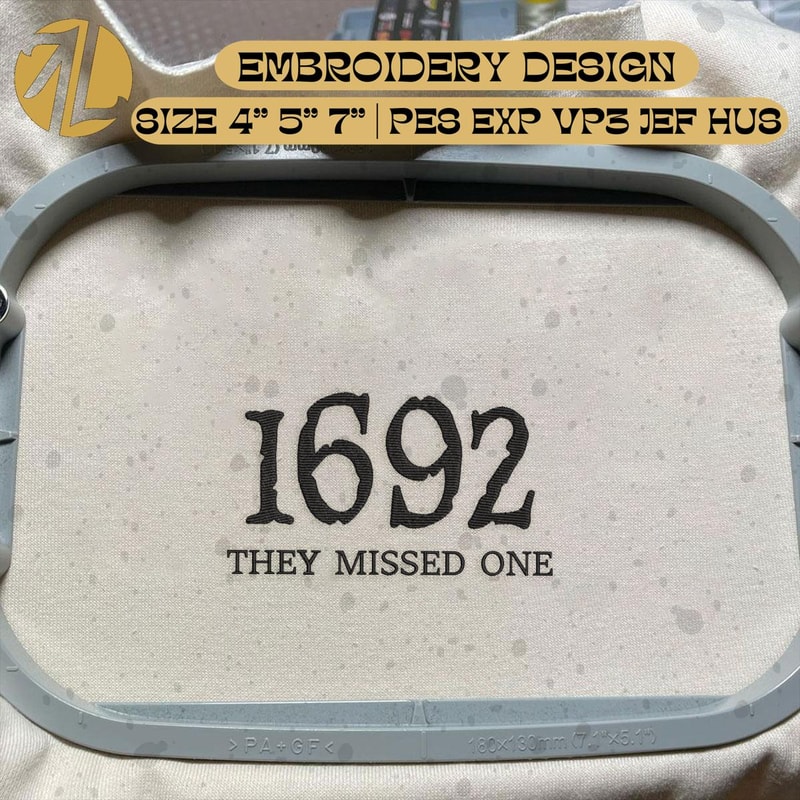 EMBROIDERY DESIGN
SIZE 4" 5" 7" | PES EXP VP3 JEF HUS
1692
THEY MISSED ONE
>PA+GF<
180×130mm (7.1"×5.1")